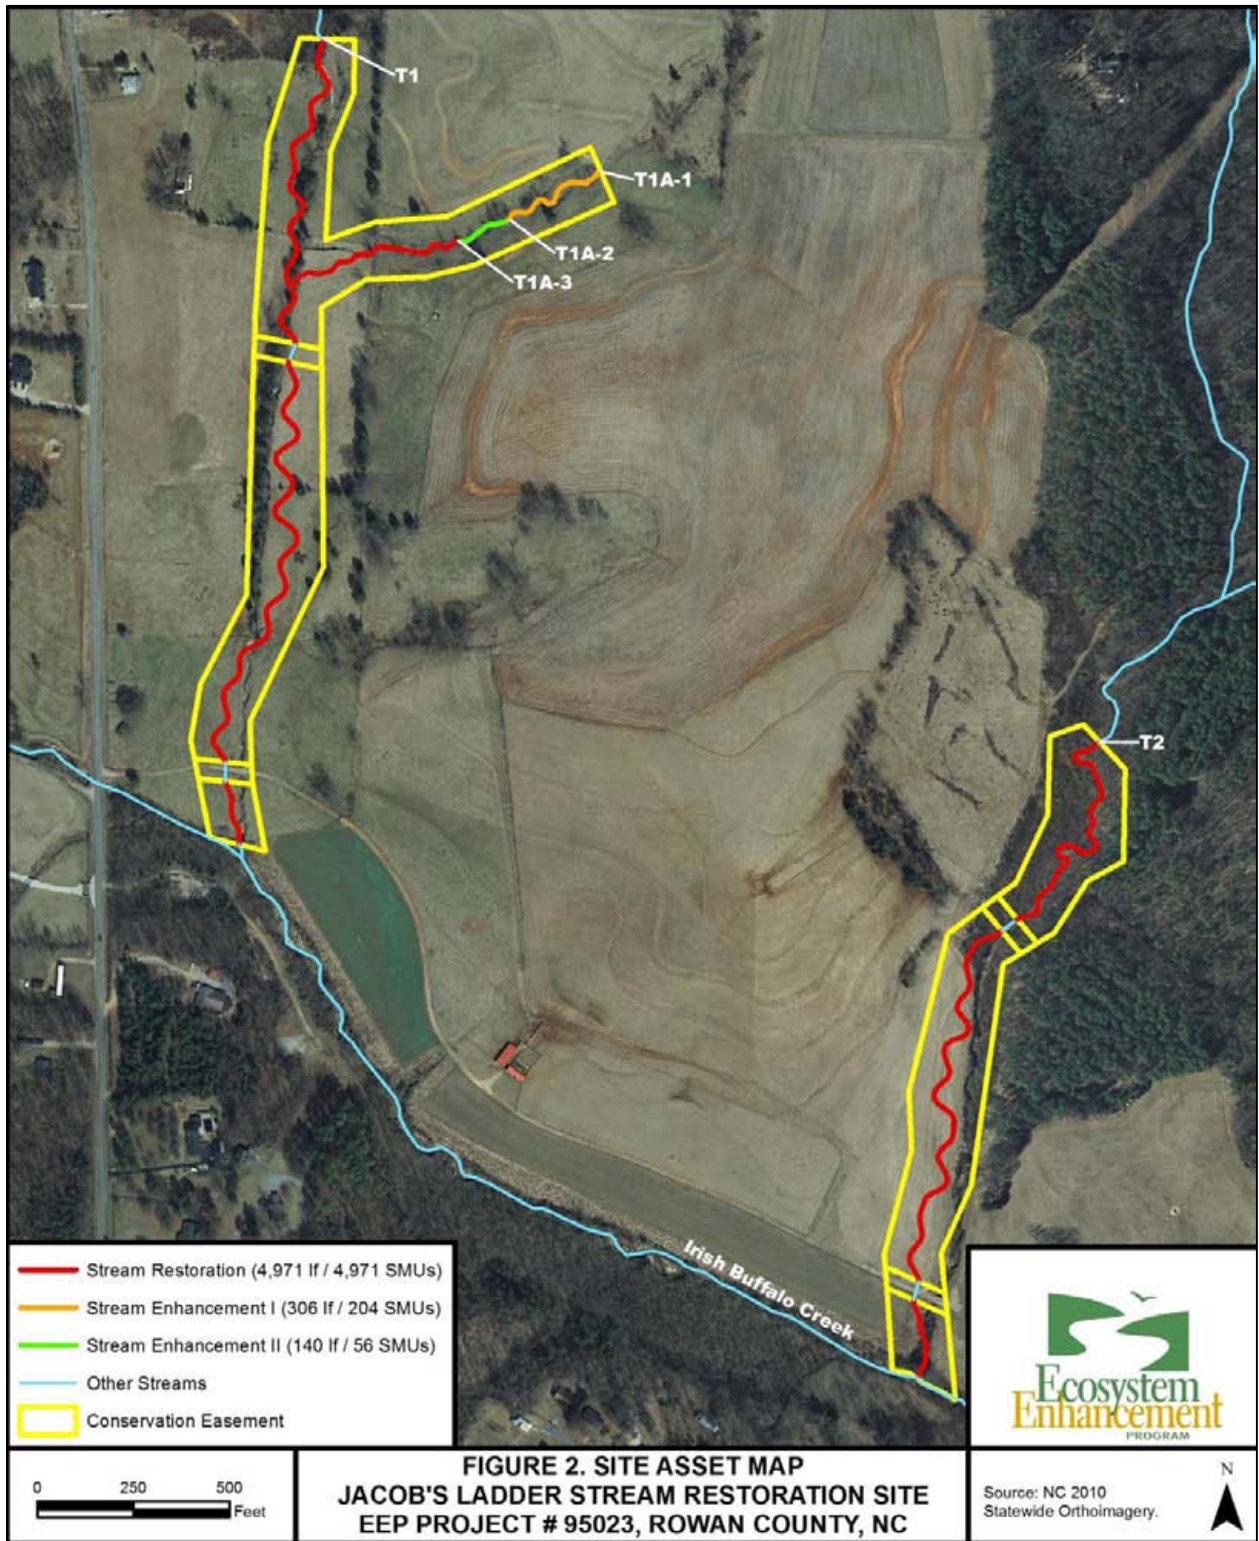 T1
T1A-1
T1A-2
T1A-3
T2
Irish Buffalo Creek
Stream Restoration (4,971 lf / 4,971 SMUs)
Stream Enhancement I (306 lf / 204 SMUs)
Stream Enhancement II (140 lf / 56 SMUs)
Other Streams
Conservation Easement
Ecosystem
Enhancement
PROGRAM
0 250 500
Feet
FIGURE 2. SITE ASSET MAP
JACOB'S LADDER STREAM RESTORATION SITE
EEP PROJECT # 95023, ROWAN COUNTY, NC
Source: NC 2010
Statewide Orthoimagery.
N